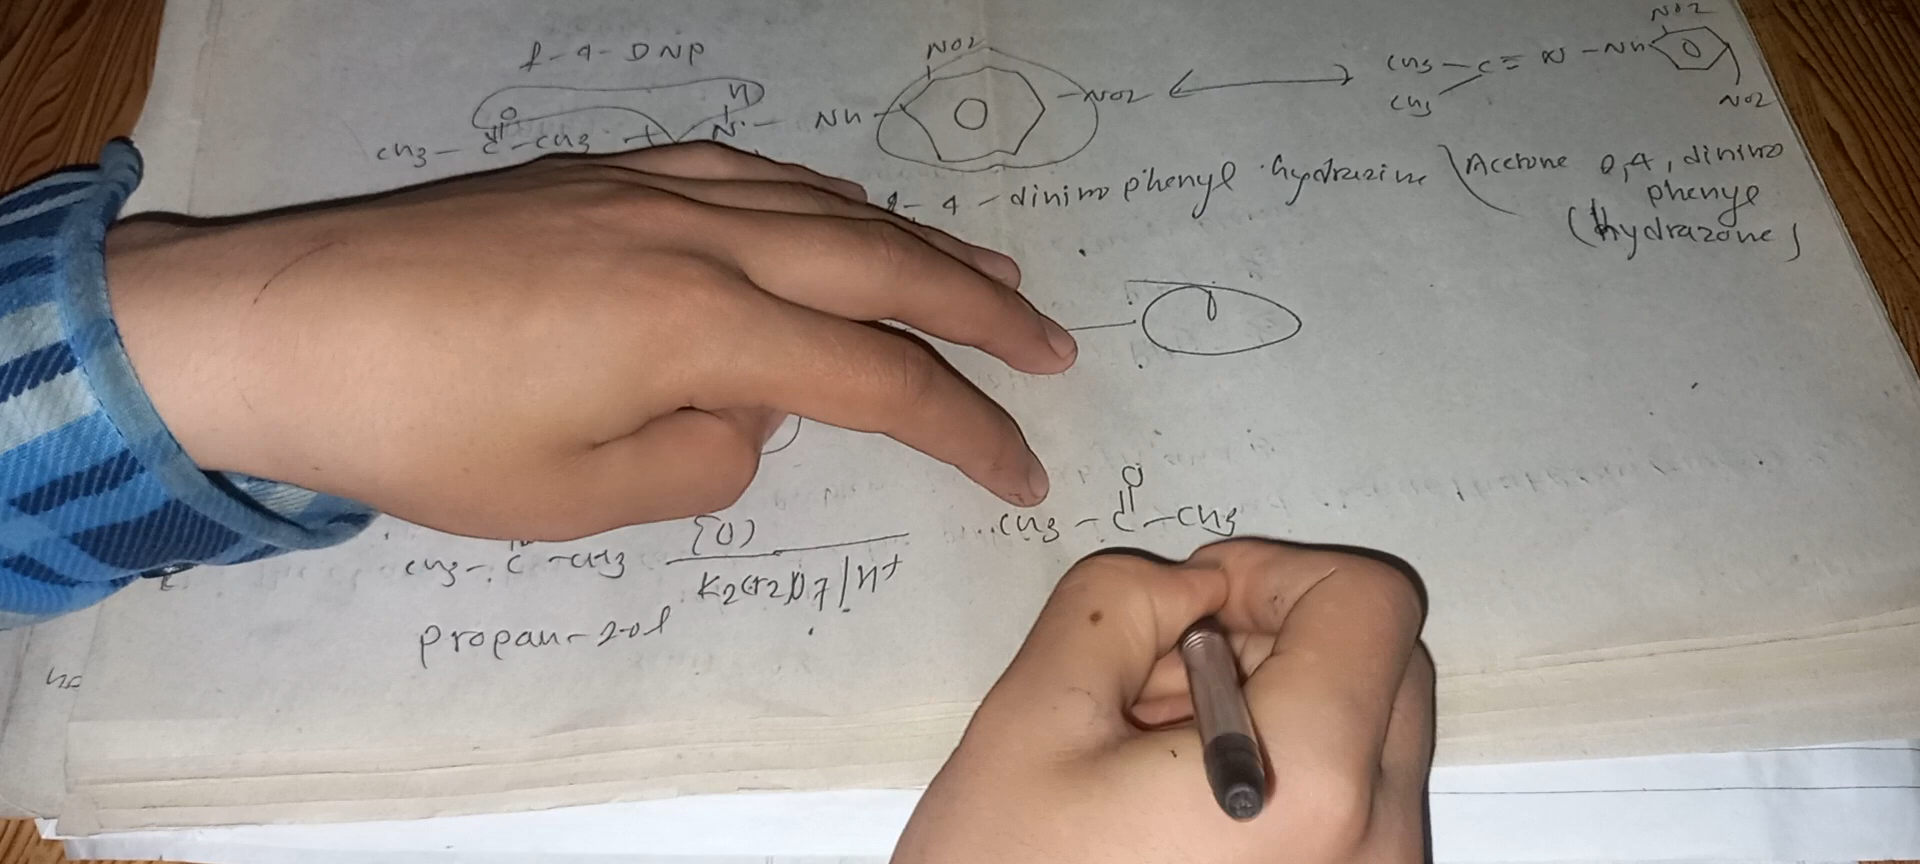 2-4-DNP
CH3-C-CH3 + N - NH- NO2 -NO2 CH3-C=N-NH NO2
O H CH3 NO2
2-4-dinitro phenyl hydrazine Acetone 2,4, dinitro
phenyl
(hydrazone)
O
CH3-C-CH3 {O} CH3-C-CH3
K2Cr2O7/H+
propan-2-ol